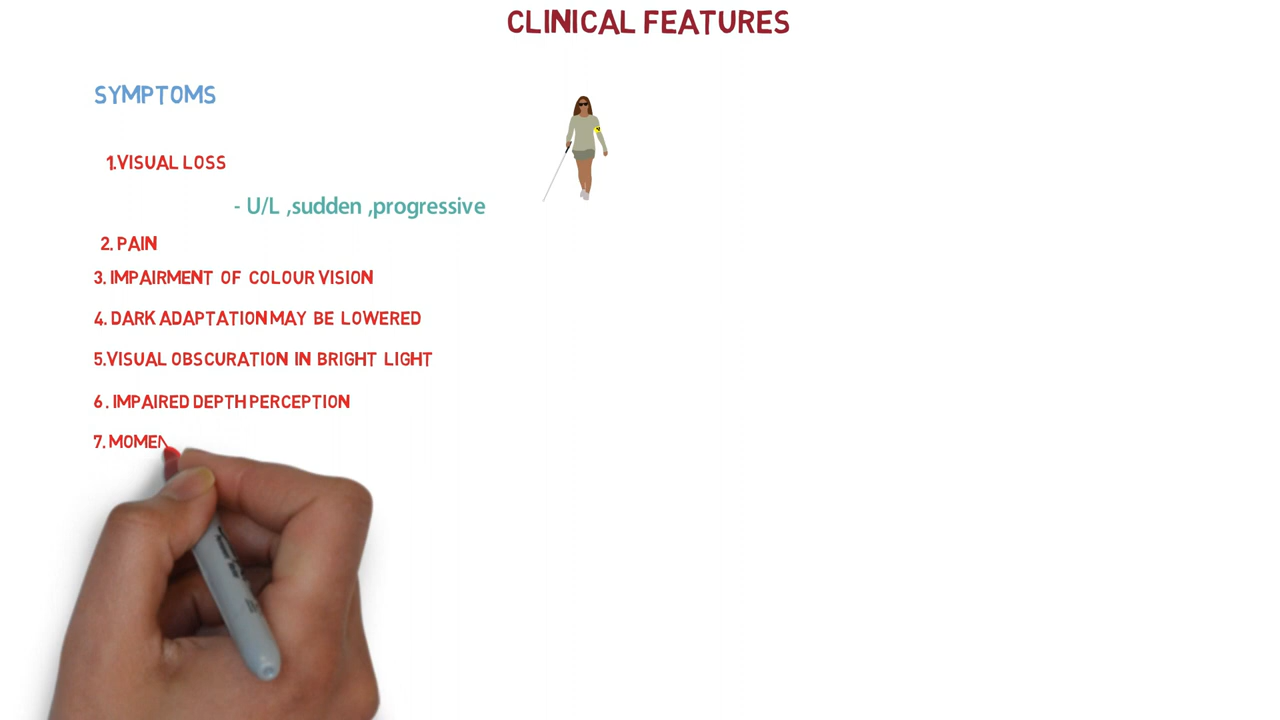 CLINICAL FEATURES
SYMPTOMS
1.VISUAL LOSS
- U/L ,sudden ,progressive
2. PAIN
3. IMPAIRMENT OF COLOUR VISION
4. DARK ADAPTATION MAY BE LOWERED
5.VISUAL OBSCURATION IN BRIGHT LIGHT
6. IMPAIRED DEPTH PERCEPTION
7. MOMEN